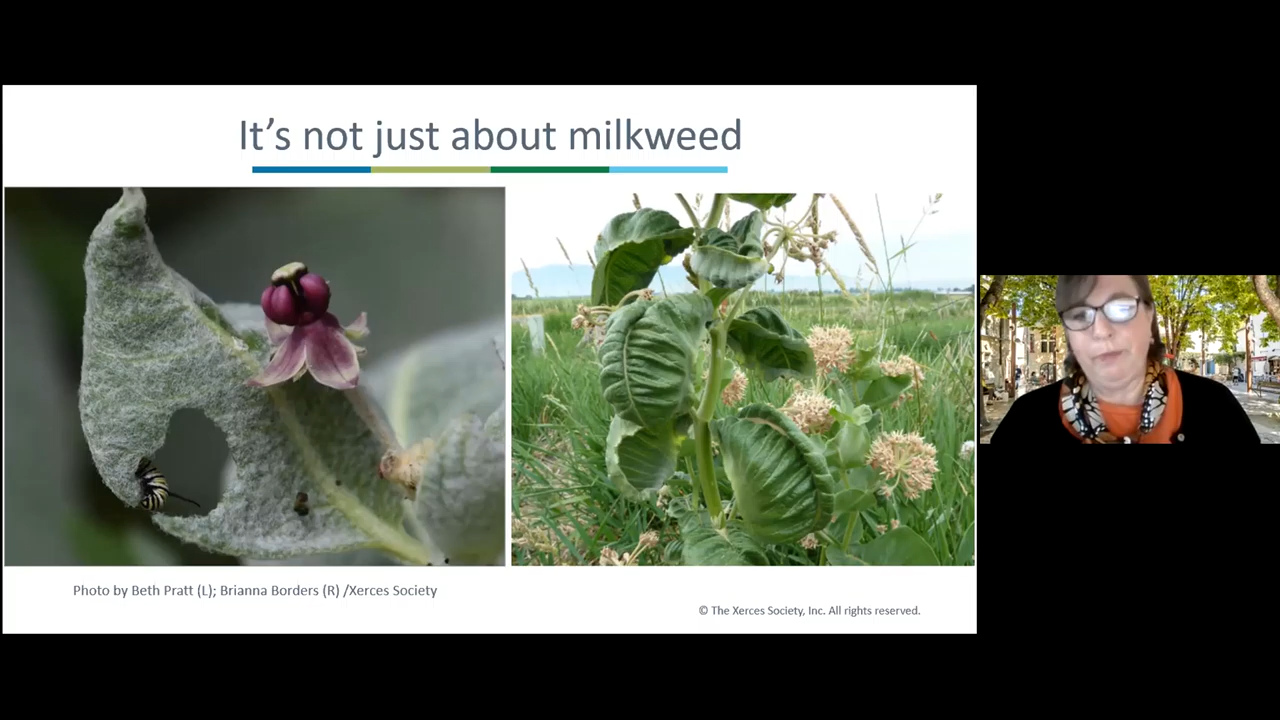 It's not just about milkweed
Photo by Beth Pratt (L); Brianna Borders (R) /Xerces Society
© The Xerces Society, Inc. All rights reserved.